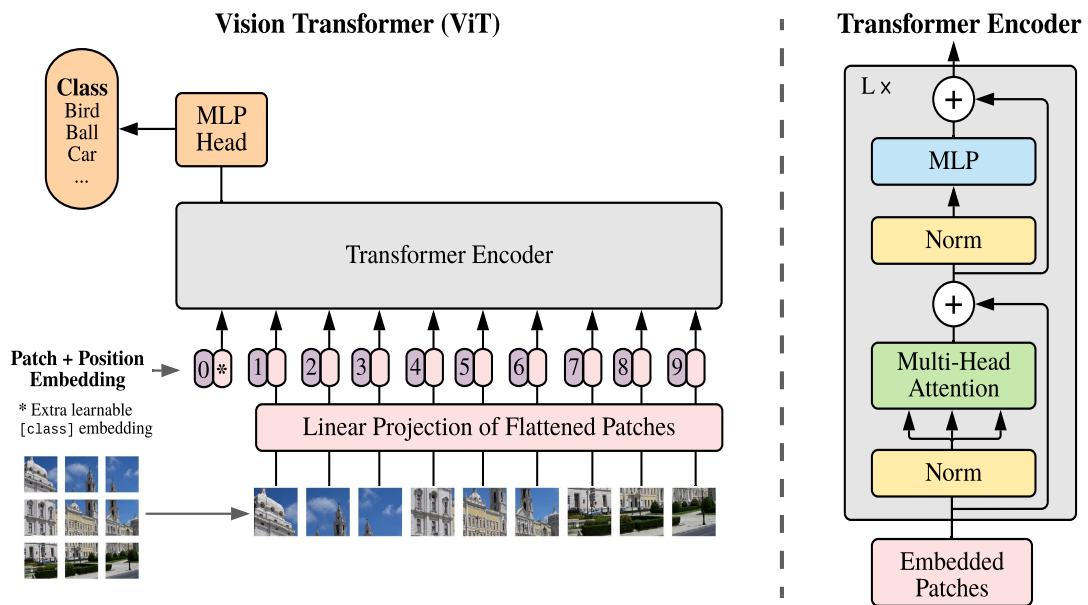 Vision Transformer (ViT)
Class
Bird
Ball
Car
...
MLP
Head
Transformer Encoder
0 * 1 2 3 4 5 6 7 8 9
Patch + Position
Embedding
* Extra learnable
[class] embedding
Linear Projection of Flattened Patches
Transformer Encoder
L ×
+
MLP
Norm
+
Multi-Head
Attention
Norm
Embedded
Patches